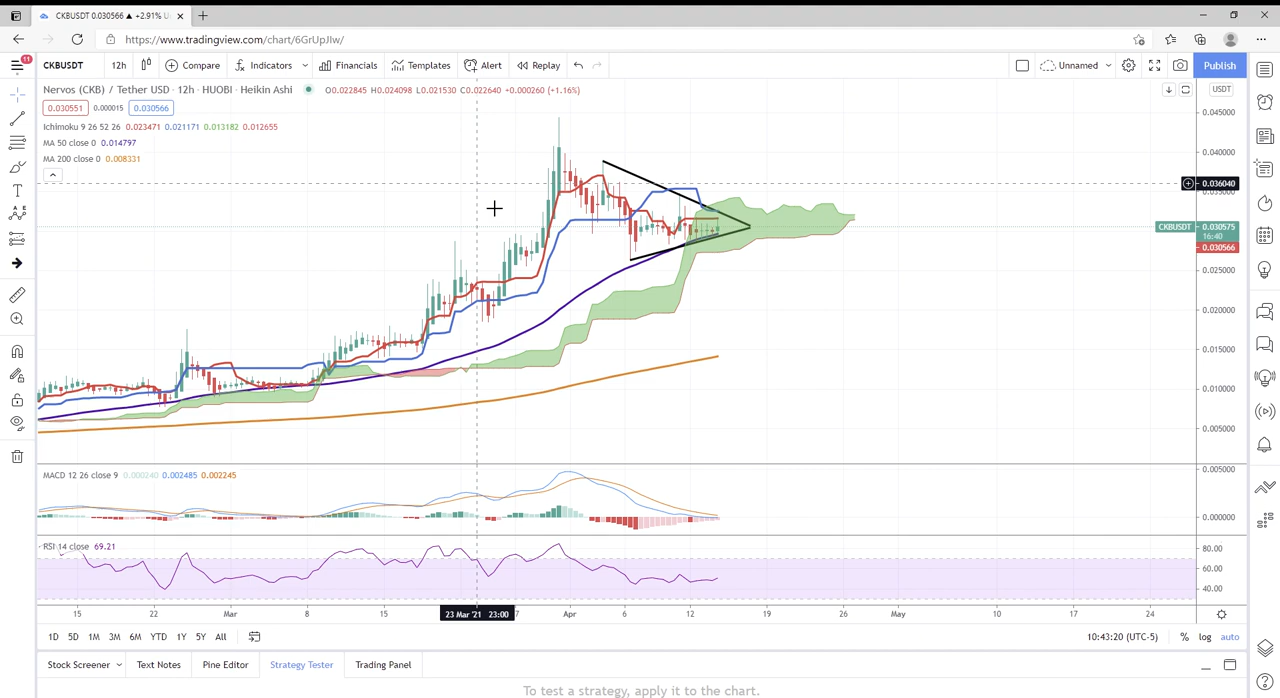 CKBUSDT 0.030566 ▲ +2.91% U
https://www.tradingview.com/chart/6GrUpJIw/
11
CKBUSDT 12h Compare Indicators Financials Templates Alert Replay Unnamed Publish
Nervos (CKB) / Tether USD · 12h · HUOBI · Heikin Ashi O0.022845 H0.024098 L0.021530 C0.022640 +0.000260 (+1.16%)
USDT
0.030551 0.000015 0.030566
Ichimoku 9 26 52 26 0.023471 0.021171 0.013182 0.012655
MA 50 close 0 0.014797
MA 200 close 0 0.008331
0.045000
0.040000
0.036040
0.035000
CKBUSDT 0.030575
16:40
0.030566
0.025000
0.020000
0.015000
0.010000
0.005000
MACD 12 26 close 9 0.000240 0.002485 0.002245
0.005000
0.000000
RSI 14 close 69.21
80.00
60.00
40.00
15 22 Mar 8 15 23 Mar '21 23:00 Apr 6 12 19 26 May 10 17 24
1D 5D 1M 3M 6M YTD 1Y 5Y All 10:43:20 (UTC-5) % log auto
Stock Screener Text Notes Pine Editor Strategy Tester Trading Panel
To test a strategy, apply it to the chart.